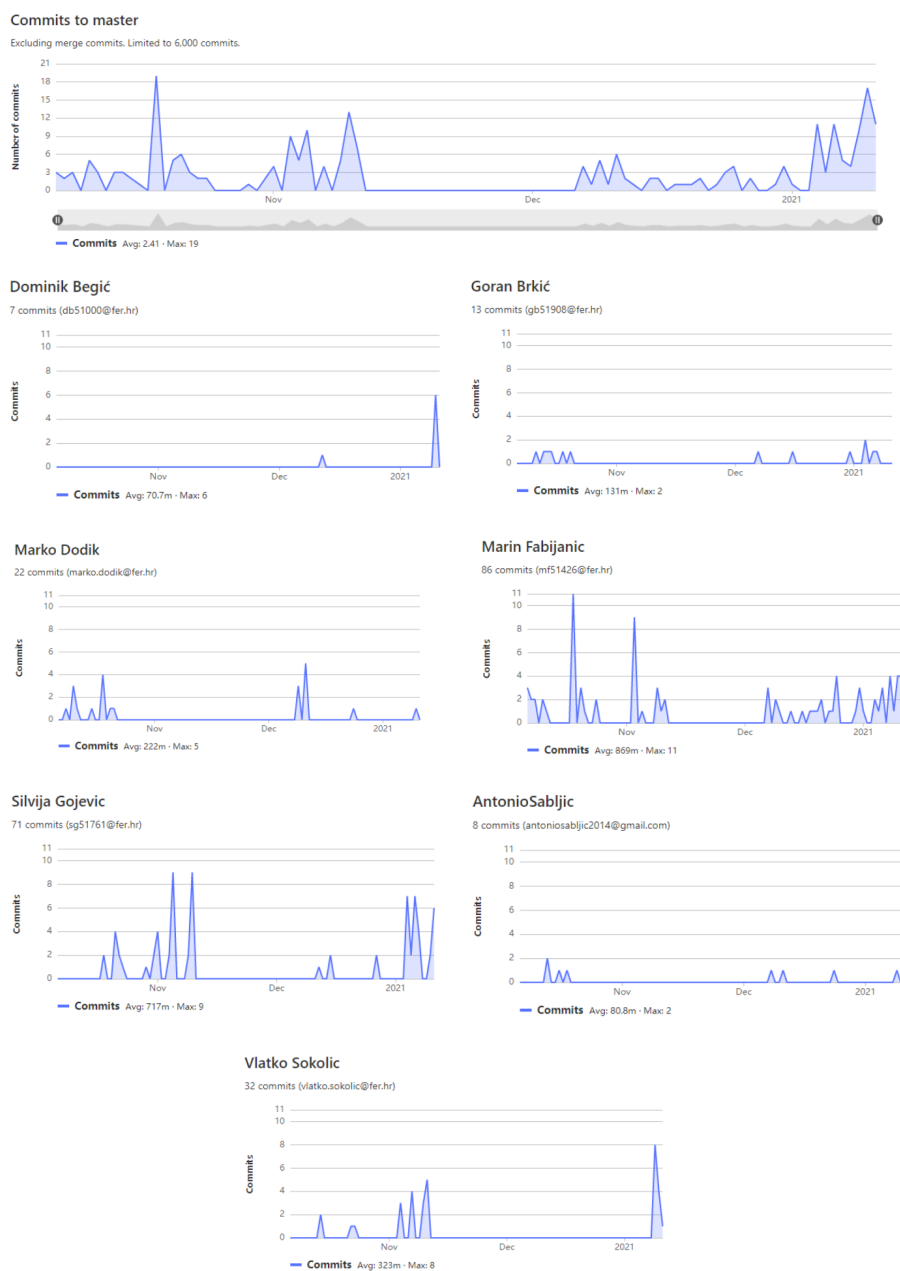 Commits to master
Excluding merge commits. Limited to 6,000 commits.
Number of commits
21
18
15
12
9
6
3
0
Nov
Dec
2021
Commits Avg: 2.41 · Max: 19
Dominik Begić
7 commits (db51000@fer.hr)
Commits
11
10
8
6
4
2
0
Nov
Dec
2021
Commits Avg: 70.7m · Max: 6
Goran Brkić
13 commits (gb51908@fer.hr)
Commits
11
10
8
6
4
2
0
Nov
Dec
2021
Commits Avg: 131m · Max: 2
Marko Dodik
22 commits (marko.dodik@fer.hr)
Commits
11
10
8
6
4
2
0
Nov
Dec
2021
Commits Avg: 222m · Max: 5
Marin Fabijanic
86 commits (mf51426@fer.hr)
Commits
11
10
8
6
4
2
0
Nov
Dec
2021
Commits Avg: 869m · Max: 11
Silvija Gojevic
71 commits (sg51761@fer.hr)
Commits
11
10
8
6
4
2
0
Nov
Dec
2021
Commits Avg: 717m · Max: 9
AntonioSabljic
8 commits (antoniosabljic2014@gmail.com)
Commits
11
10
8
6
4
2
0
Nov
Dec
2021
Commits Avg: 80.8m · Max: 2
Vlatko Sokolic
32 commits (vlatko.sokolic@fer.hr)
Commits
11
10
8
6
4
2
0
Nov
Dec
2021
Commits Avg: 323m · Max: 8